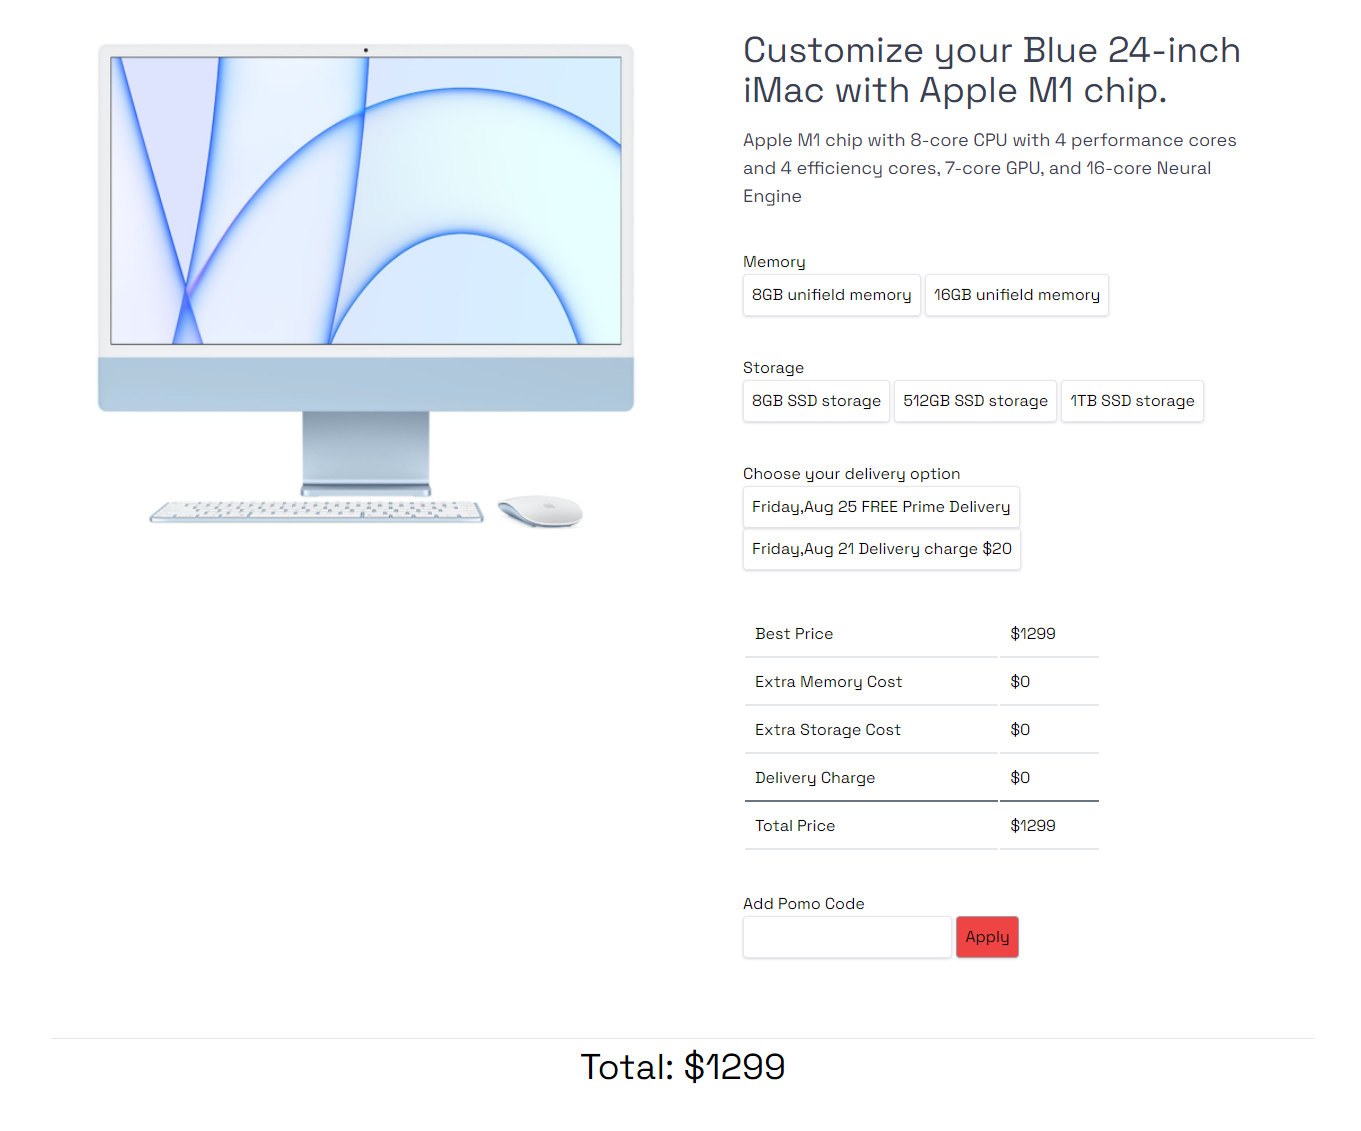 Customize your Blue 24-inch
iMac with Apple M1 chip.
Apple M1 chip with 8-core CPU with 4 performance cores
and 4 efficiency cores, 7-core GPU, and 16-core Neural
Engine
Memory
8GB unifield memory 16GB unifield memory
Storage
8GB SSD storage 512GB SSD storage 1TB SSD storage
Choose your delivery option
Friday,Aug 25 FREE Prime Delivery
Friday,Aug 21 Delivery charge $20
Best Price $1299
Extra Memory Cost $0
Extra Storage Cost $0
Delivery Charge $0
Total Price $1299
Add Pomo Code
Apply
Total: $1299